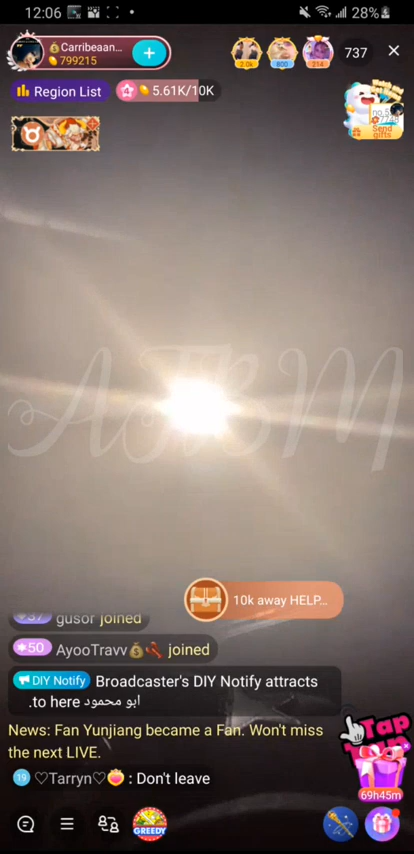 12:06
28%
Carribeaan...
799215
2.0k
800
214
737
Region List
5.61K/10K
Send
gifts
ASTBM
10k away HELP...
37 gusor joined
50 AyooTravv joined
DIY Notify Broadcaster's DIY Notify attracts
ابو محمود to here.
News: Fan Yunjiang became a Fan. Won't miss
the next LIVE.
19 ♡Tarryn♡ : Don't leave
Tap
69h45m
GREEDY